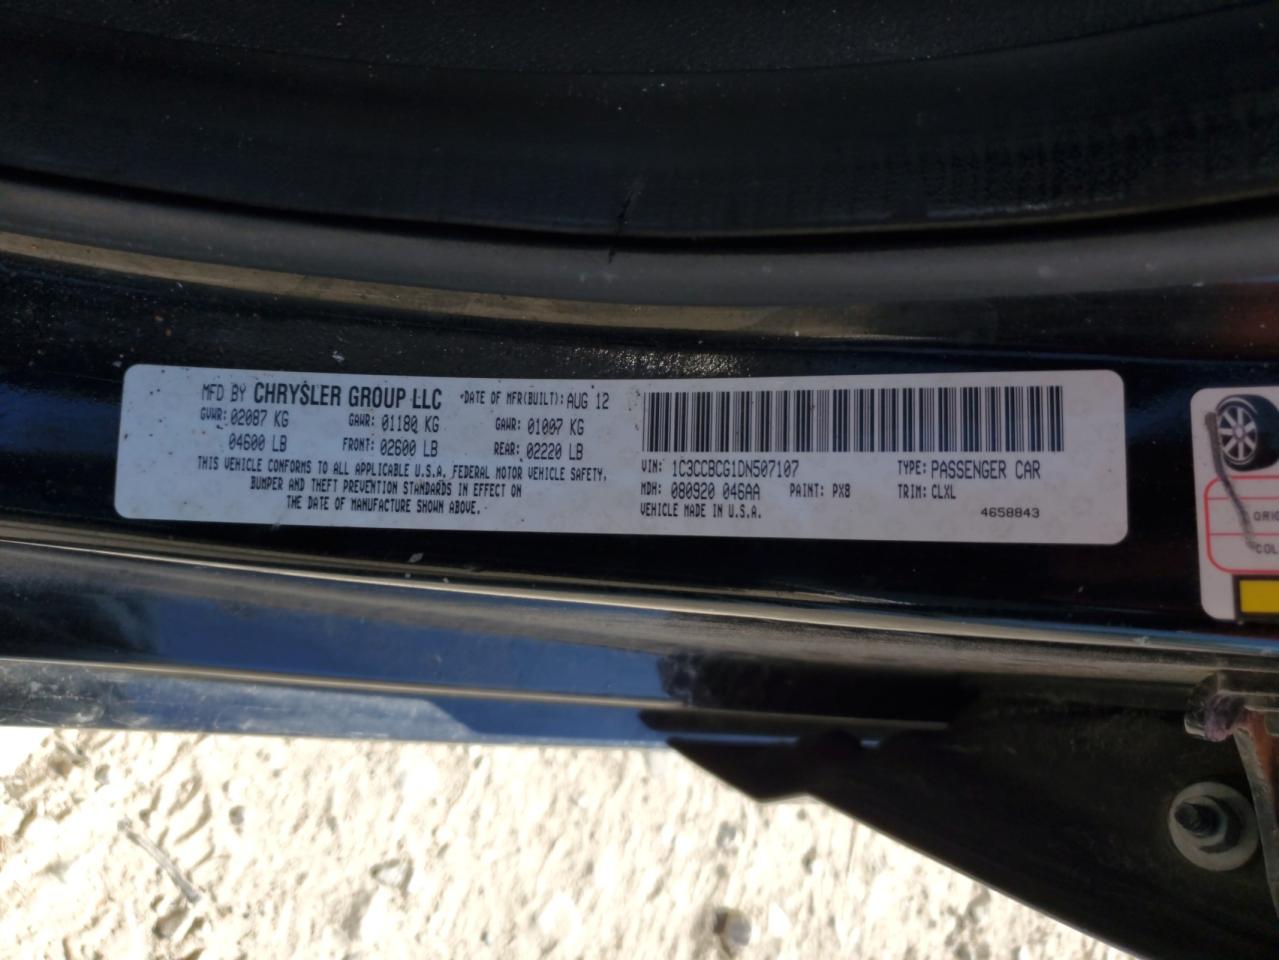 MFD BY CHRYSLER GROUP LLC DATE OF MFR(BUILT): AUG 12
GVWR: 02087 KG GAWR: 01180 KG GAWR: 01007 KG
04600 LB FRONT: 02600 LB REAR: 02220 LB
THIS VEHICLE CONFORMS TO ALL APPLICABLE U.S.A. FEDERAL MOTOR VEHICLE SAFETY,
BUMPER AND THEFT PREVENTION STANDARDS IN EFFECT ON
THE DATE OF MANUFACTURE SHOWN ABOVE.
VIN: 1C3CCBCG1DN507107 TYPE: PASSENGER CAR
MDH: 080920 046AA PAINT: PX8 TRIM: CLXL
VEHICLE MADE IN U.S.A. 4658843
ORIG
COL